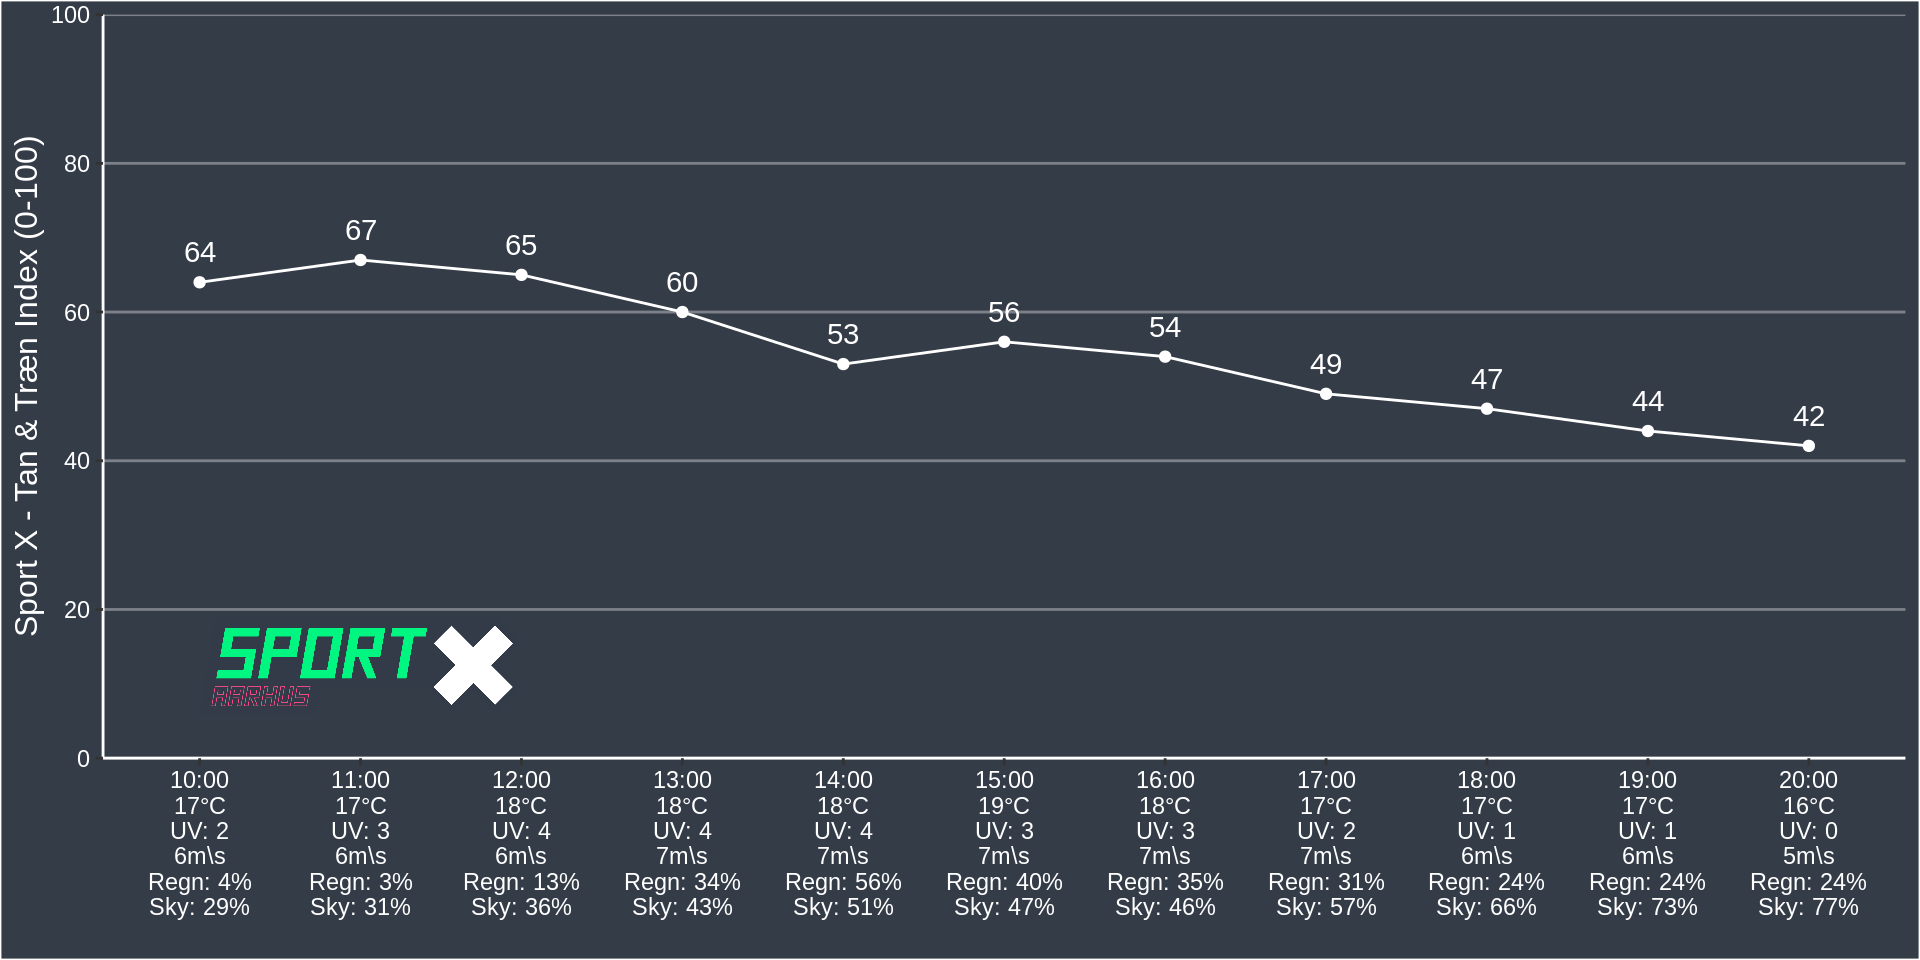 Sport X - Tan & Træn Index (0-100)
100
80
60
40
20
0
64
67
65
60
53
56
54
49
47
44
42
SPORT X
AARHUS
10:00 11:00 12:00 13:00 14:00 15:00 16:00 17:00 18:00 19:00 20:00
17°C 17°C 18°C 18°C 18°C 19°C 18°C 17°C 17°C 17°C 16°C
UV: 2 UV: 3 UV: 4 UV: 4 UV: 4 UV: 3 UV: 3 UV: 2 UV: 1 UV: 1 UV: 0
6m\s 6m\s 6m\s 7m\s 7m\s 7m\s 7m\s 7m\s 6m\s 6m\s 5m\s
Regn: 4% Regn: 3% Regn: 13% Regn: 34% Regn: 56% Regn: 40% Regn: 35% Regn: 31% Regn: 24% Regn: 24% Regn: 24%
Sky: 29% Sky: 31% Sky: 36% Sky: 43% Sky: 51% Sky: 47% Sky: 46% Sky: 57% Sky: 66% Sky: 73% Sky: 77%